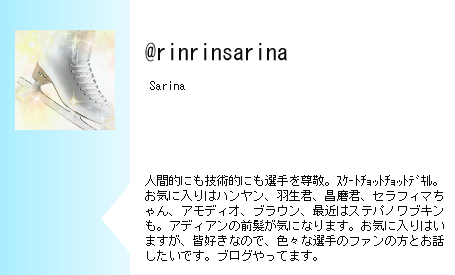 @rinrinsarina
Sarina
人間的にも技術的にも選手を尊敬。ｽｹｰﾄﾁｮｯﾄﾁｮｯﾄﾃﾞｷﾙ。
お気に入りはハンヤン、羽生君、昌磨君、セラフィマち
ゃん、アモディオ、ブラウン、最近はステパノワブキン
も。アディアンの前髪が気になります。お気に入りはい
ますが、皆好きなので、色々な選手のファンの方とお話
したいです。ブログやってます。